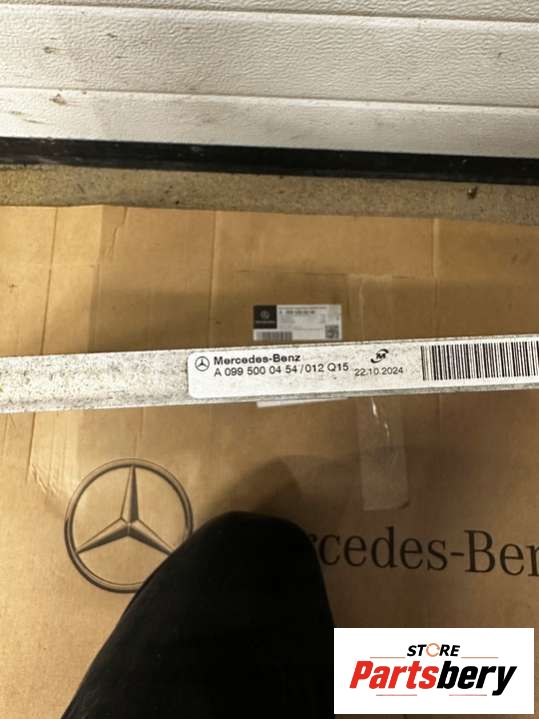 Mercedes-Benz
A 099 500 04 54 / 012 Q15
22.10.2024
rcedes-Ben
STORE
Partsbery